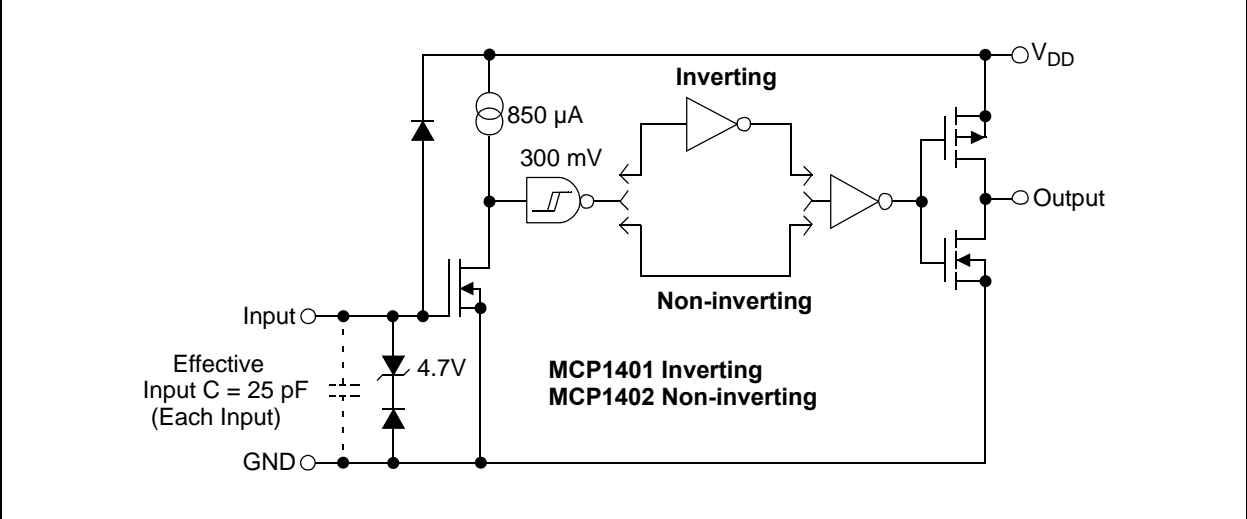 V_DD
Inverting
850 µA
300 mV
Output
Non-inverting
Input
Effective
Input C = 25 pF
(Each Input)
4.7V
MCP1401 Inverting
MCP1402 Non-inverting
GND